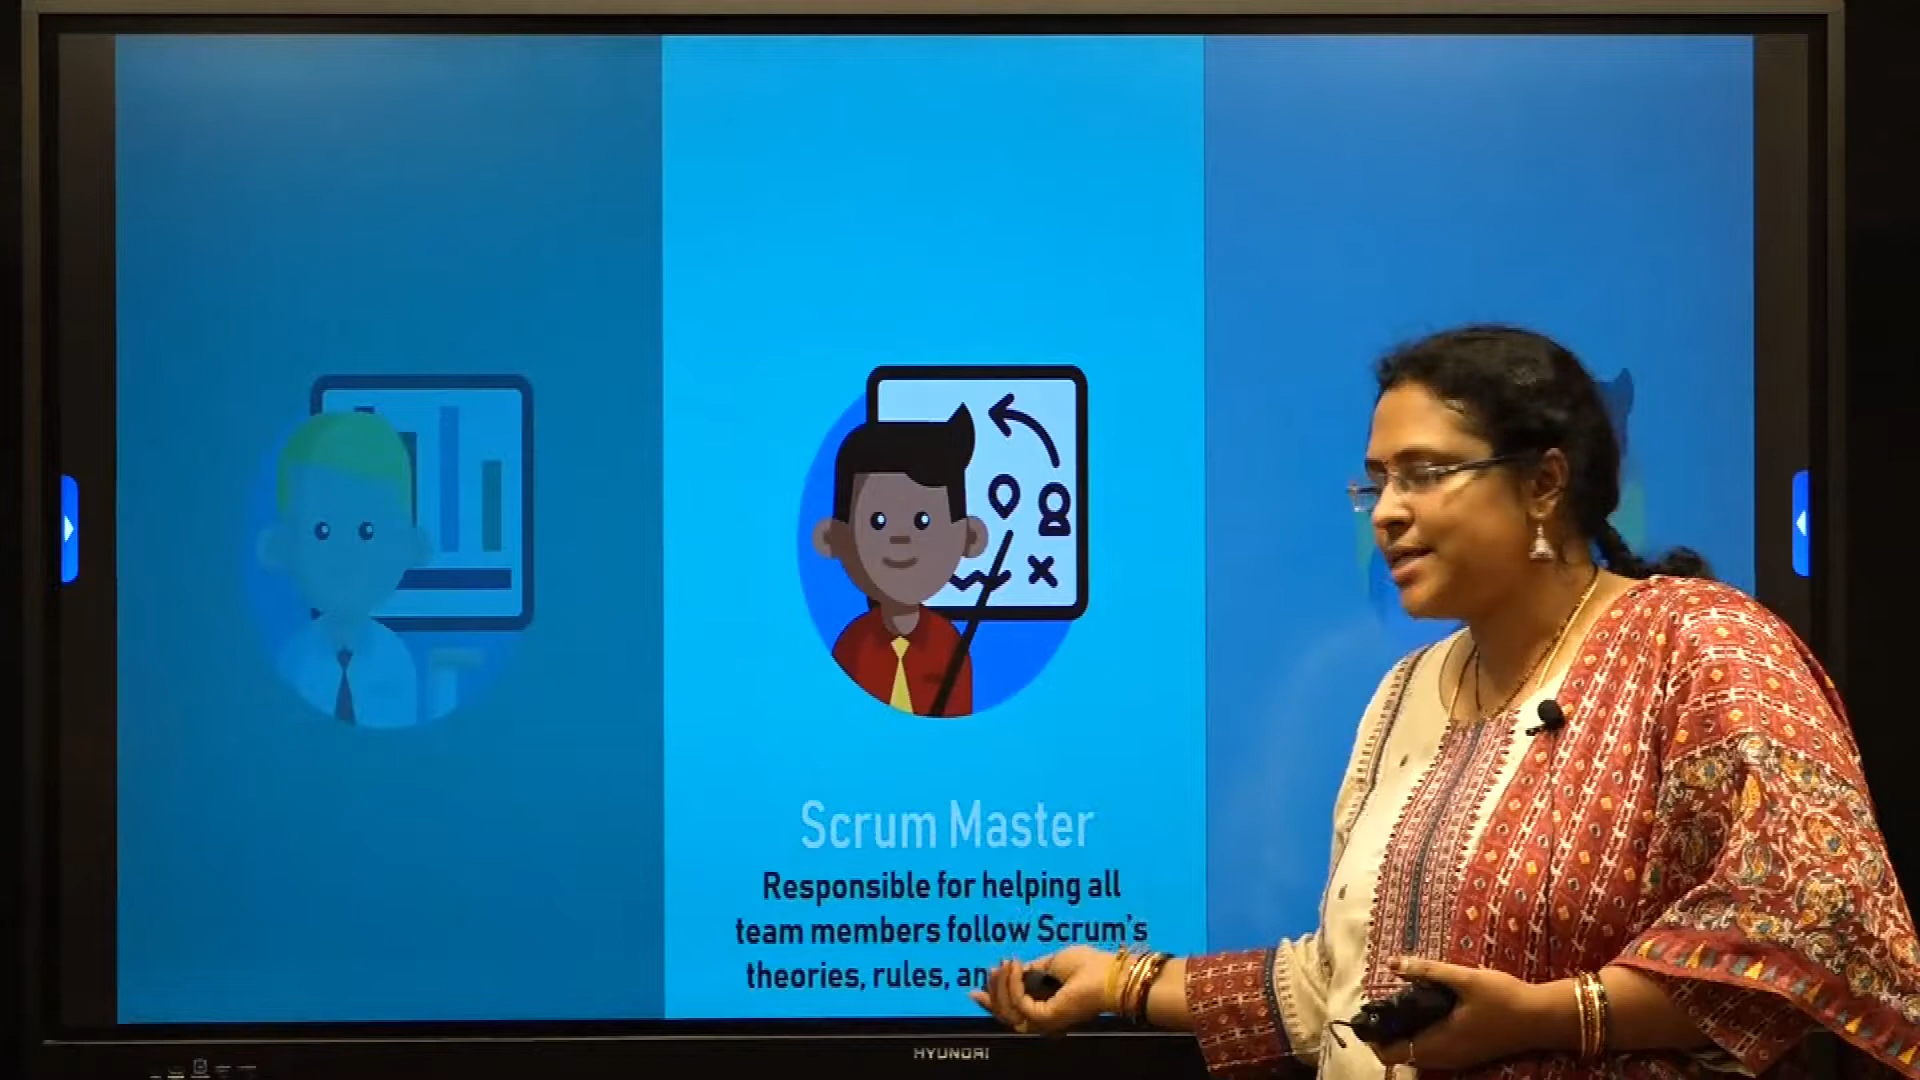 Scrum Master
Responsible for helping all
team members follow Scrum's
theories, rules, an
HYUNDAI